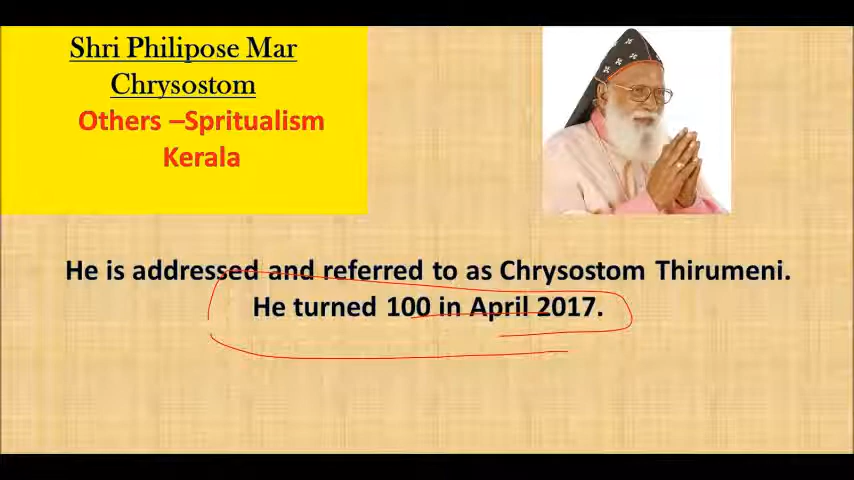 Shri Philipose Mar
Chrysostom
Others –Spritualism
Kerala
He is addressed and referred to as Chrysostom Thirumeni.
He turned 100 in April 2017.